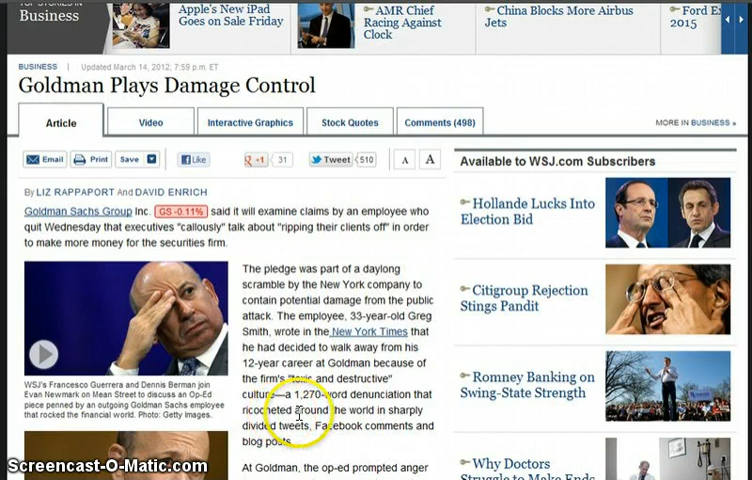 Business
Apple's New iPad
Goes on Sale Friday
AMR Chief
Racing Against
Clock
China Blocks More Airbus
Jets
Ford
2015
BUSINESS
Updated March 14, 2012, 7:59 p.m. ET
Goldman Plays Damage Control
Article
Video
Interactive Graphics
Stock Quotes
Comments (498)
MORE IN BUSINESS »
Email
Print
Save
Like
+1
31
Tweet
510
A
A
By LIZ RAPPAPORT And DAVID ENRICH
Goldman Sachs Group Inc. GS -0.11% said it will examine claims by an employee who
quit Wednesday that executives "callously" talk about "ripping their clients off" in order
to make more money for the securities firm.
WSJ's Francesco Guerrera and Dennis Berman join
Evan Newmark on Mean Street to discuss an Op-Ed
piece penned by an outgoing Goldman Sachs employee
that rocked the financial world. Photo: Getty Images.
The pledge was part of a daylong
scramble by the New York company to
contain potential damage from the public
attack. The employee, 33-year-old Greg
Smith, wrote in the New York Times that
he had decided to walk away from his
12-year career at Goldman because of
the firm's "toxic and destructive"
culture—a 1,270-word denunciation that
ricocheted around the world in sharply
divided tweets, Facebook comments and
blog posts.
At Goldman, the op-ed prompted anger
Available to WSJ.com Subscribers
Hollande Lucks Into
Election Bid
Citigroup Rejection
Stings Pandit
Romney Banking on
Swing-State Strength
Why Doctors
Struggle to Make Ends
Screencast-O-Matic.com